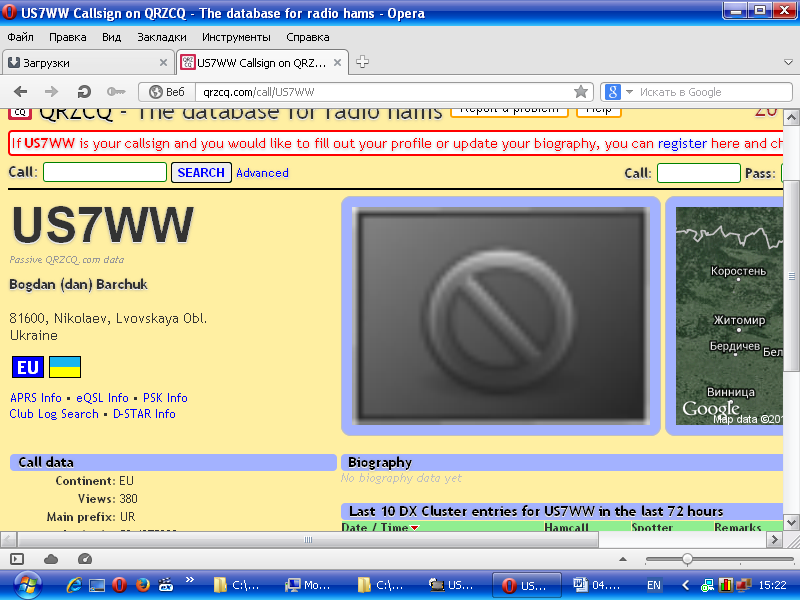 US7WW Callsign on QRZCQ - The database for radio hams - Opera
Файл Правка Вид Закладки Инструменты Справка
Загрузки
QRZ CQ US7WW Callsign on QRZ...
Веб qrzcq.com/call/US7WW Искать в Google
CQ QRZCQ - The database for radio hams Report a problem Help
If US7WW is your callsign and you would like to fill out your profile or update your biography, you can register here and ch
Call: SEARCH Advanced Call: Pass:
US7WW
Passive QRZCQ.com data
Bogdan (dan) Barchuk
81600, Nikolaev, Lvovskaya Obl.
Ukraine
EU
APRS Info • eQSL Info • PSK Info
Club Log Search • D-STAR Info
Коростень
Житомир
Бердичев
Бел
Винница
Google
Map data ©201
Call data
Continent: EU
Views: 380
Main prefix: UR
Biography
No biography data yet
Last 10 DX Cluster entries for US7WW in the last 72 hours
Date / Time Hamcall Spotter Remarks
C:\... Mo... C:\... US... US... 04.... EN 15:22